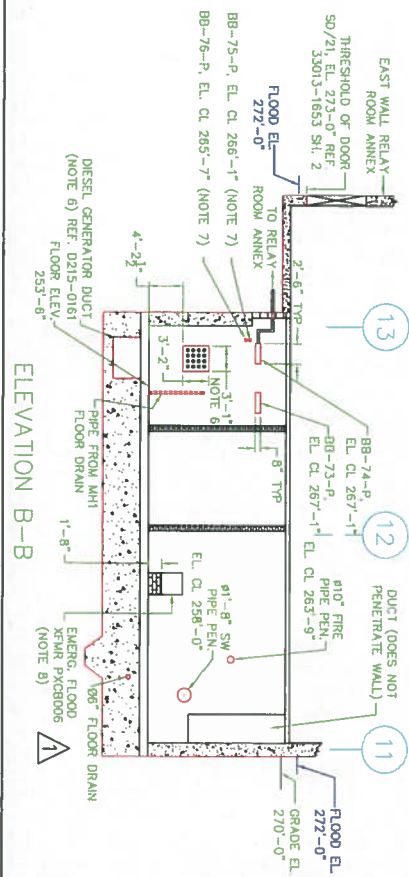 EAST WALL RELAY
ROOM ANNEX
THRESHOLD OF DOOR
SD/21, EL. 273-0" REF.
33013-1653 SH. 2
FLOOD EL
272'-0"
TO RELAY
ROOM ANNEX
BB-75-P, EL CL 266'-1" (NOTE 7)
BB-76-P, EL. CL 265'-7" (NOTE 7)
2'-6" TYP
13
BB-74-P,
EL CL 267'-1"
BB-73-P,
EL CL 267'-1"
8" TYP
12
ø10" FIRE
PIPE PEN.
EL CL 263'-9"
DUCT (DOES NOT
PENETRATE WALL)
11
FLOOD EL
272'-0"
GRADE EL
270'-0"
4'-2½"
3'-2"
3'-1"
NOTE 6
DIESEL GENERATOR DUCT
(NOTE 6) REF. D215-0161
FLOOR ELEV.
253'-6"
PIPE FROM MH1
FLOOR DRAIN
1'-8"
EL. CL 258'-0"
ø1'-8" SW
PIPE PEN.
ø6" FLOOR DRAIN
EMERG. FLOOD
XFMR PXCB006
(NOTE 8)
1
ELEVATION B-B